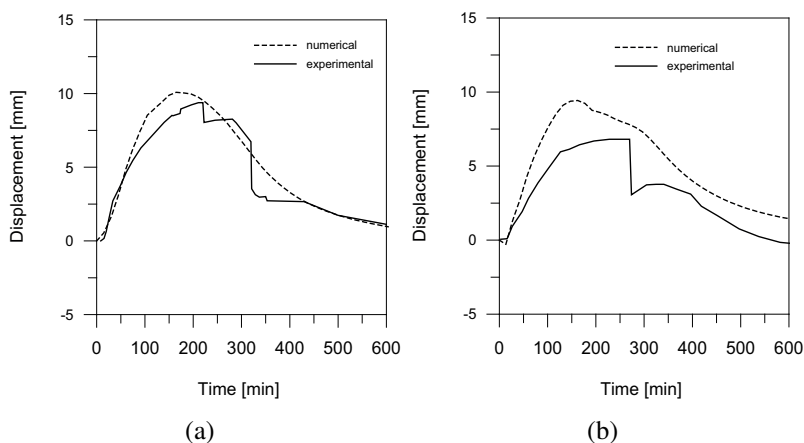 15
10
5
0
-5
Displacement [mm]
numerical
experimental
0 100 200 300 400 500 600
Time [min]
(a)
15
10
5
0
-5
Displacement [mm]
numerical
experimental
0 100 200 300 400 500 600
Time [min]
(b)